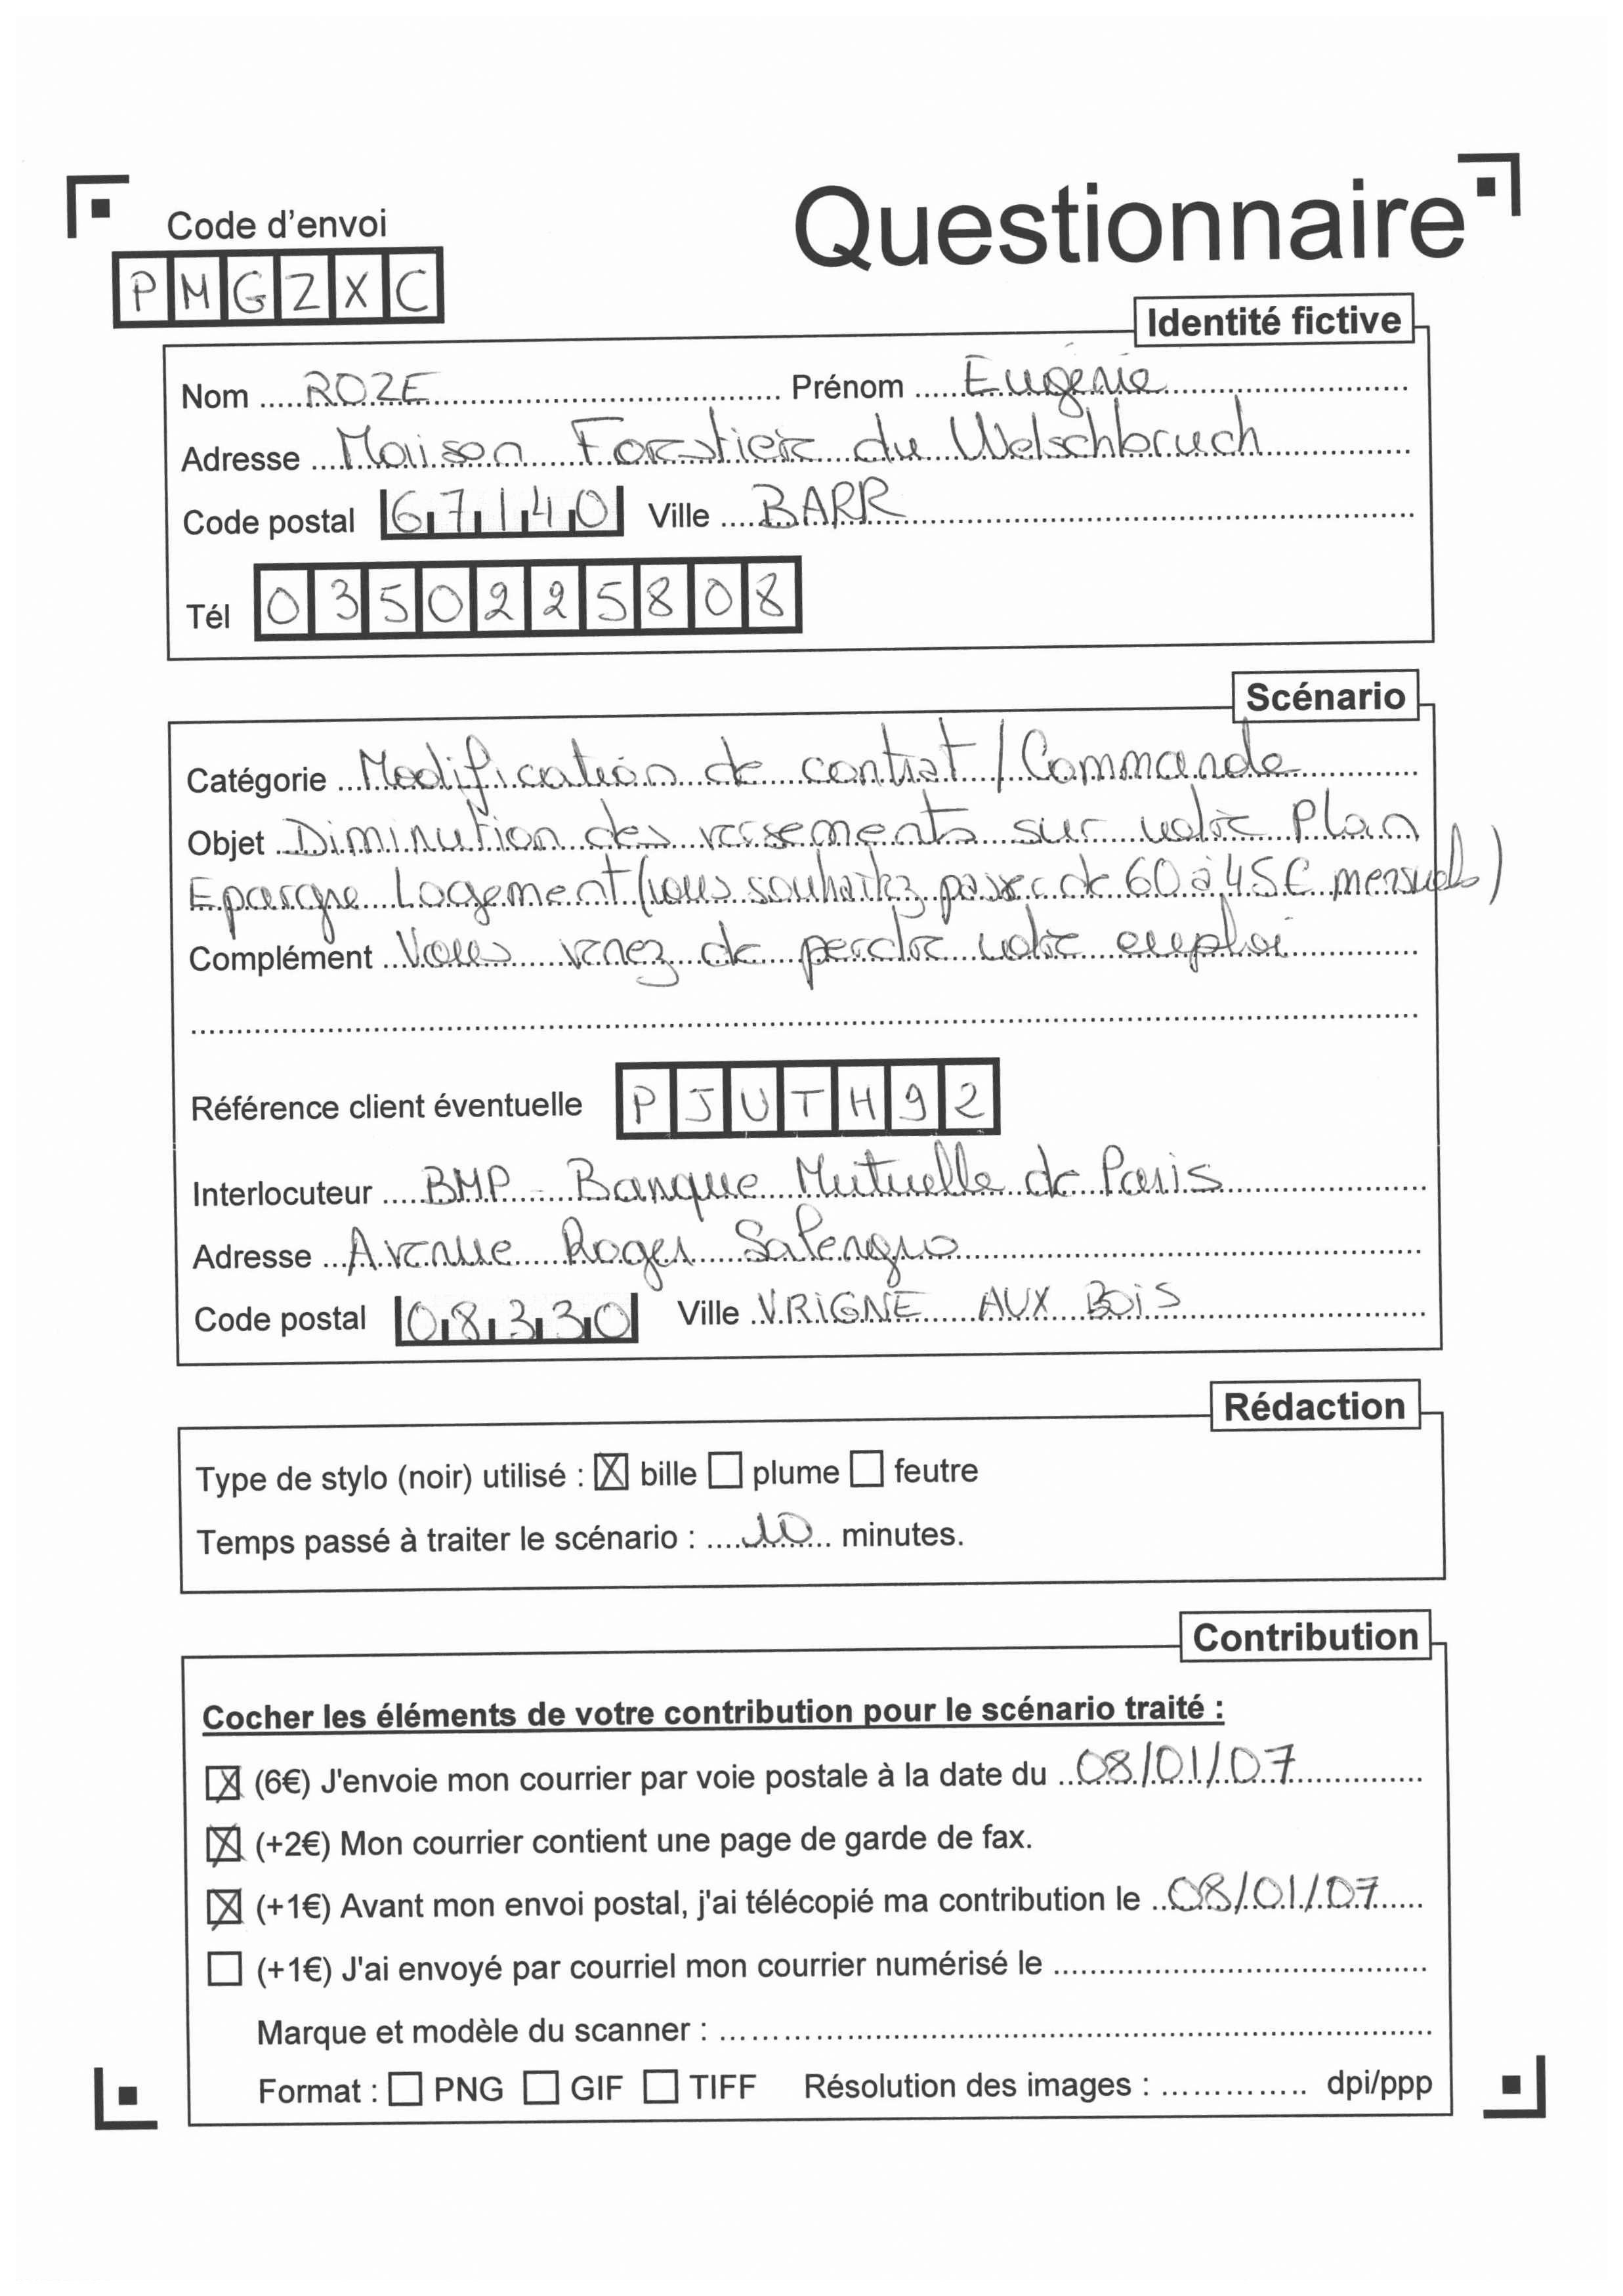 Code d'envoi
Questionnaire
PMGZXC
Identité fictive
Nom ROZE Prénom Eugénie
Adresse Maison Forstier du Welschbruch
Code postal 67140 Ville BARR
Tél 0350225808
Scénario
Catégorie Modification de contrat / Commande
Objet Diminution des versements sur votre Plan
Epargne Logement (vous souhaitez passer de 60 à 45€ mensuels)
Complément Vous venez de perdre votre emploi
Référence client éventuelle PJUTH92
Interlocuteur BMP - Banque Mutuelle de Paris
Adresse Avenue Roger Salengro
Code postal 08330 Ville VRIGNE AUX BOIS
Rédaction
Type de stylo (noir) utilisé : ☒ bille ☐ plume ☐ feutre
Temps passé à traiter le scénario : 10 minutes.
Contribution
Cocher les éléments de votre contribution pour le scénario traité :
☒ (6€) J'envoie mon courrier par voie postale à la date du 08/01/07
☒ (+2€) Mon courrier contient une page de garde de fax.
☒ (+1€) Avant mon envoi postal, j'ai télécopié ma contribution le 08/01/07
☐ (+1€) J'ai envoyé par courriel mon courrier numérisé le
Marque et modèle du scanner :
Format : ☐ PNG ☐ GIF ☐ TIFF Résolution des images : dpi/ppp